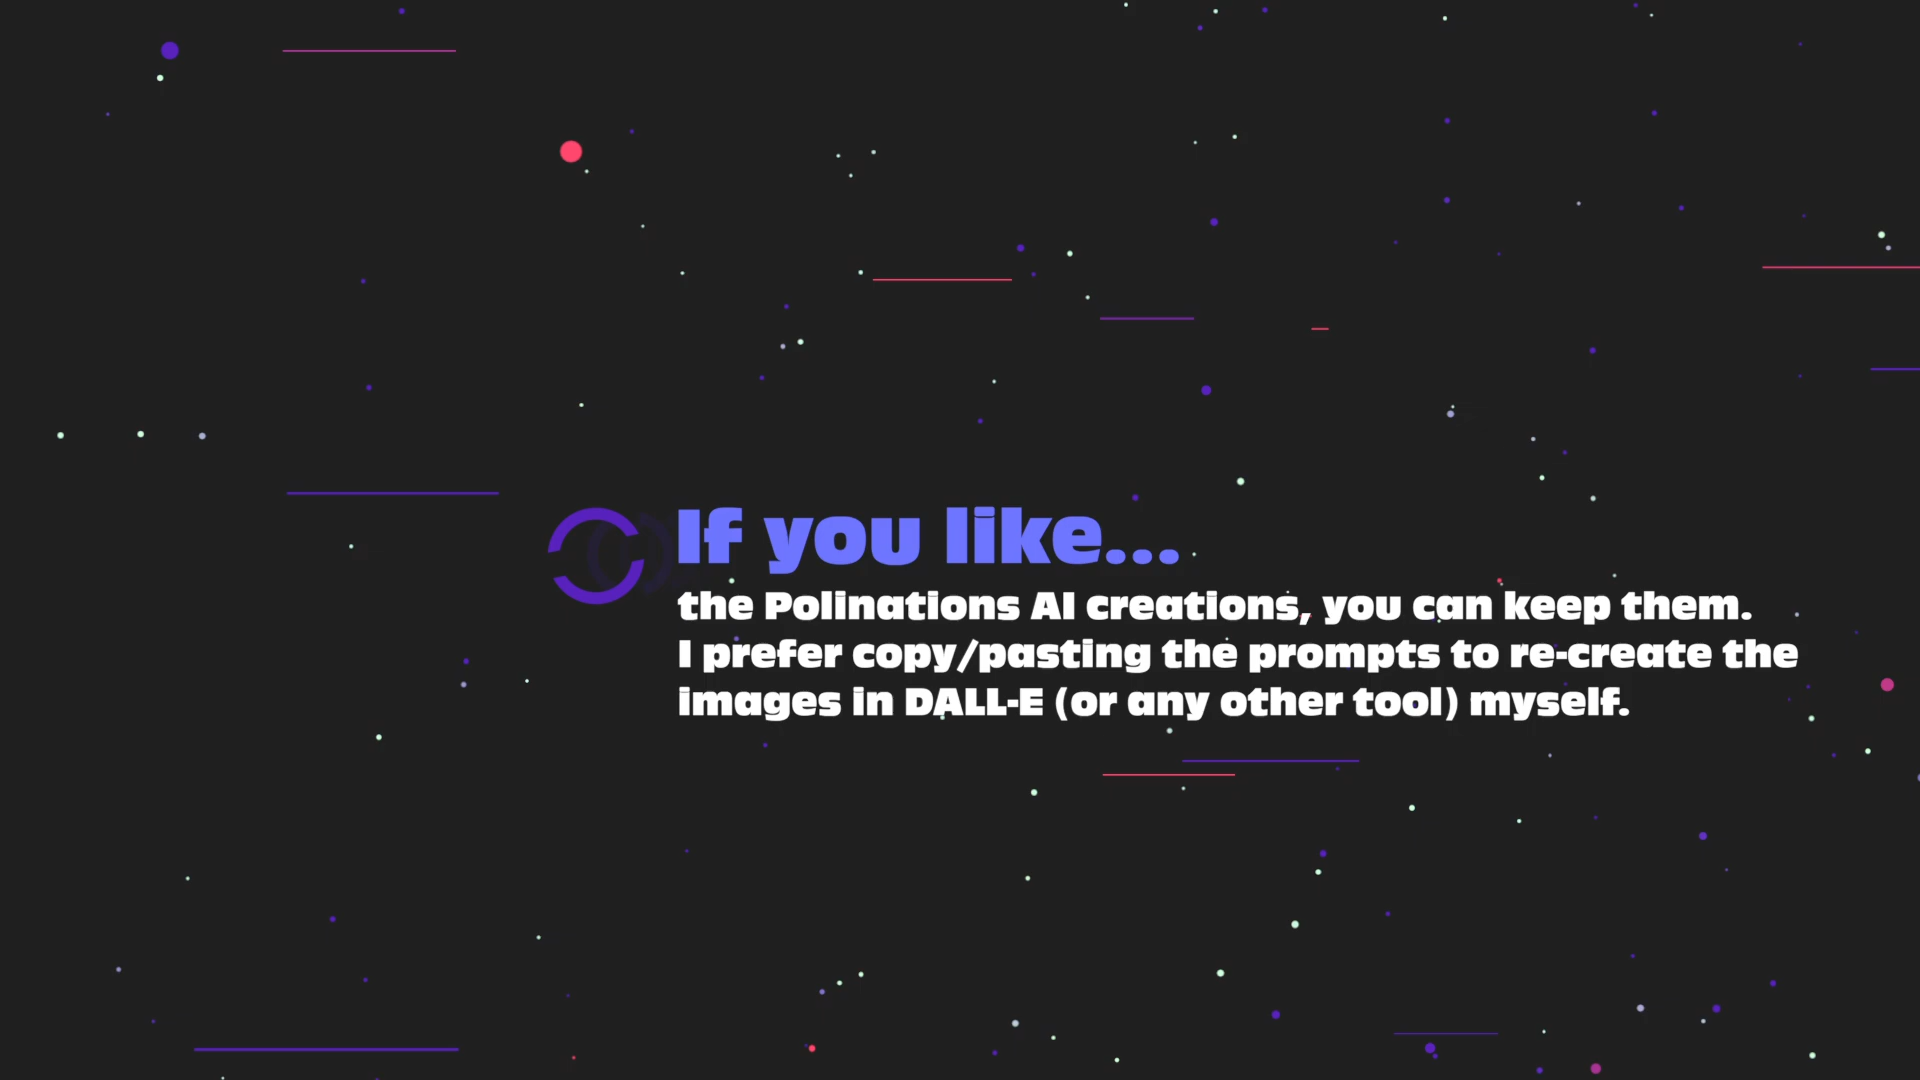 If you like...
the Polinations AI creations, you can keep them.
I prefer copy/pasting the prompts to re-create the
images in DALL-E (or any other tool) myself.